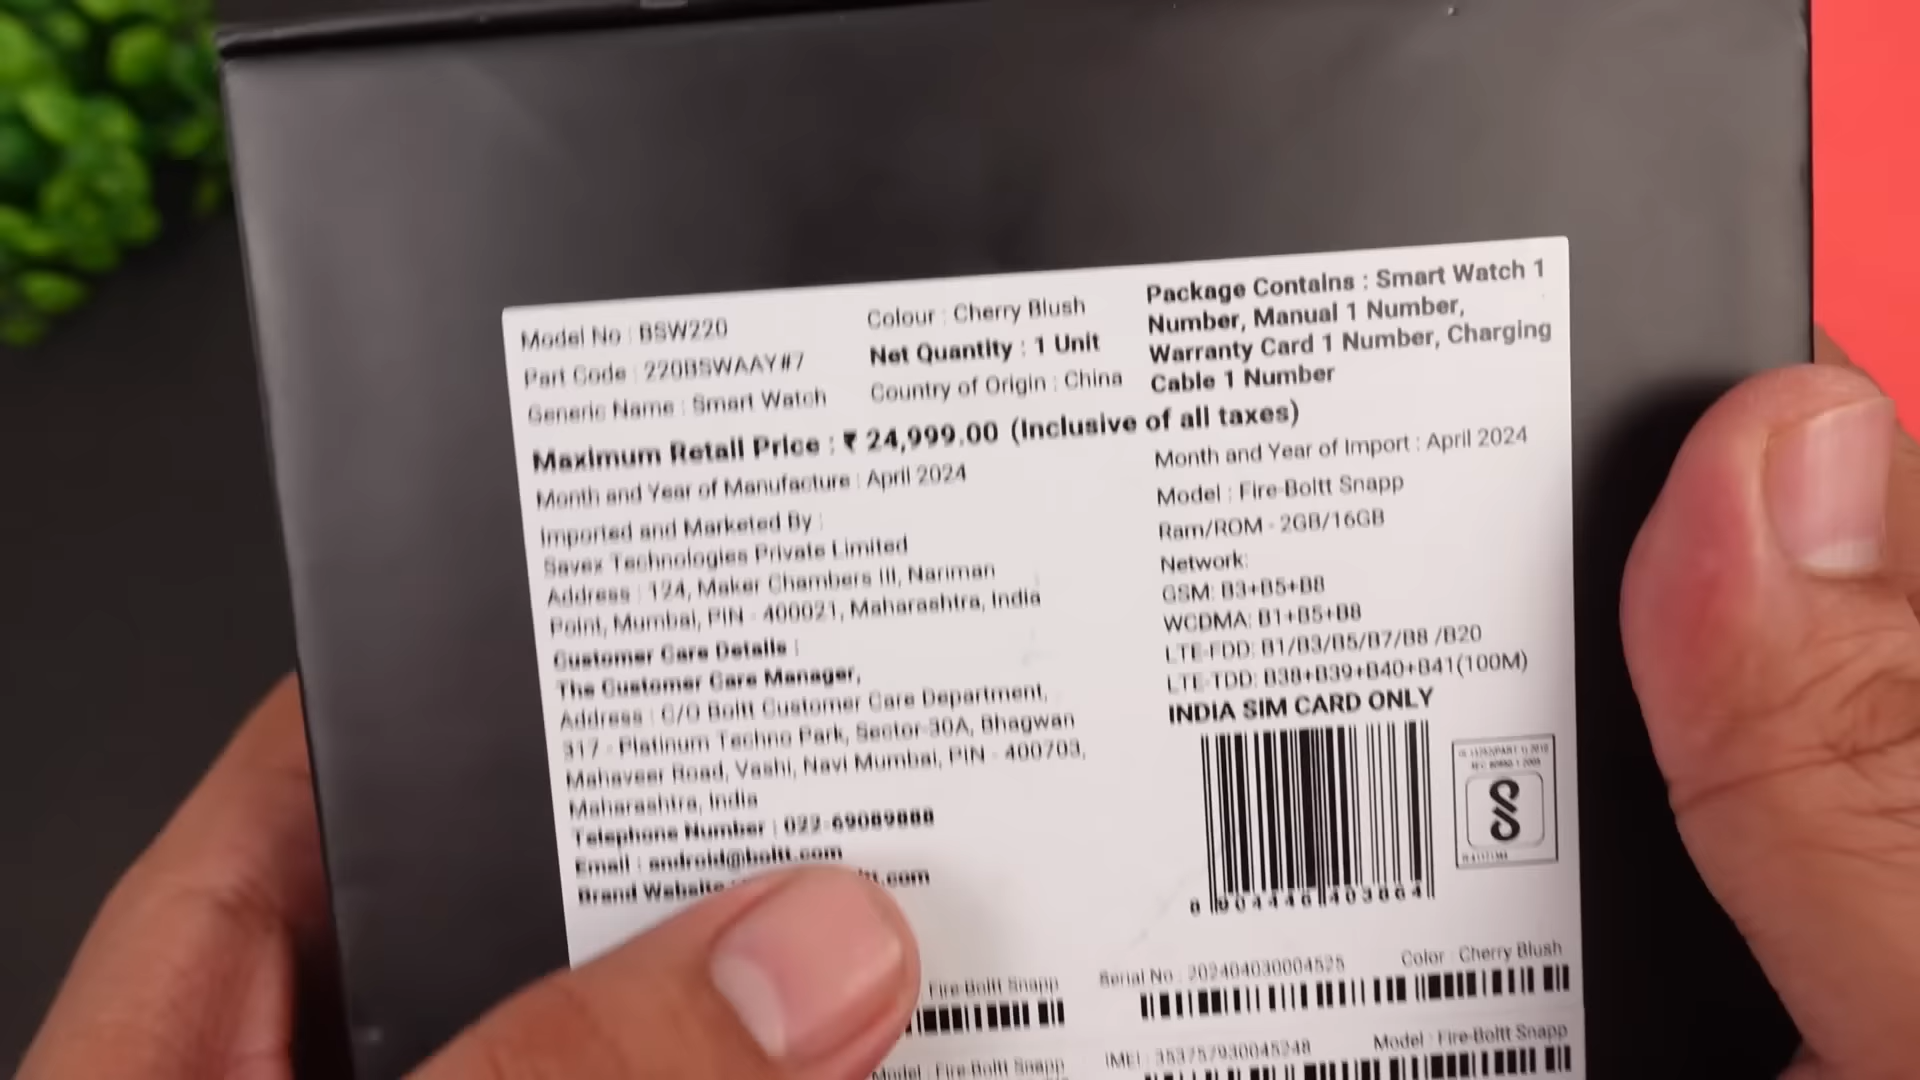 Model No : BSW220
Part Code : 220BSWAAY#7
Generic Name : Smart Watch
Colour : Cherry Blush
Net Quantity : 1 Unit
Country of Origin : China
Package Contains : Smart Watch 1
Number, Manual 1 Number,
Warranty Card 1 Number, Charging
Cable 1 Number
Maximum Retail Price : ₹ 24,999.00 (Inclusive of all taxes)
Month and Year of Manufacture : April 2024
Imported and Marketed By :
Savex Technologies Private Limited
Address : 124, Maker Chambers III, Nariman
Point, Mumbai, PIN - 400021, Maharashtra, India
Customer Care Details :
The Customer Care Manager,
Address : C/O Boltt Customer Care Department,
317 - Platinum Techno Park, Sector-30A, Bhagwan
Mahaveer Road, Vashi, Navi Mumbai, PIN - 400703,
Maharashtra, India
Telephone Number : 022-69089888
Email : android@boltt.com
Brand Website
.com
Month and Year of Import : April 2024
Model : Fire-Boltt Snapp
Ram/ROM - 2GB/16GB
Network:
GSM: B3+B5+B8
WCDMA: B1+B5+B8
LTE-FDD: B1/B3/B5/B7/B8 /B20
LTE-TDD: B38+B39+B40+B41(100M)
INDIA SIM CARD ONLY
8 904446 403864
Fire-Boltt Snapp
Serial No : 202404030004525
Color : Cherry Blush
Model : Fire-Boltt Snapp
IMEI : 353757930045248
Model : Fire-Boltt Snapp